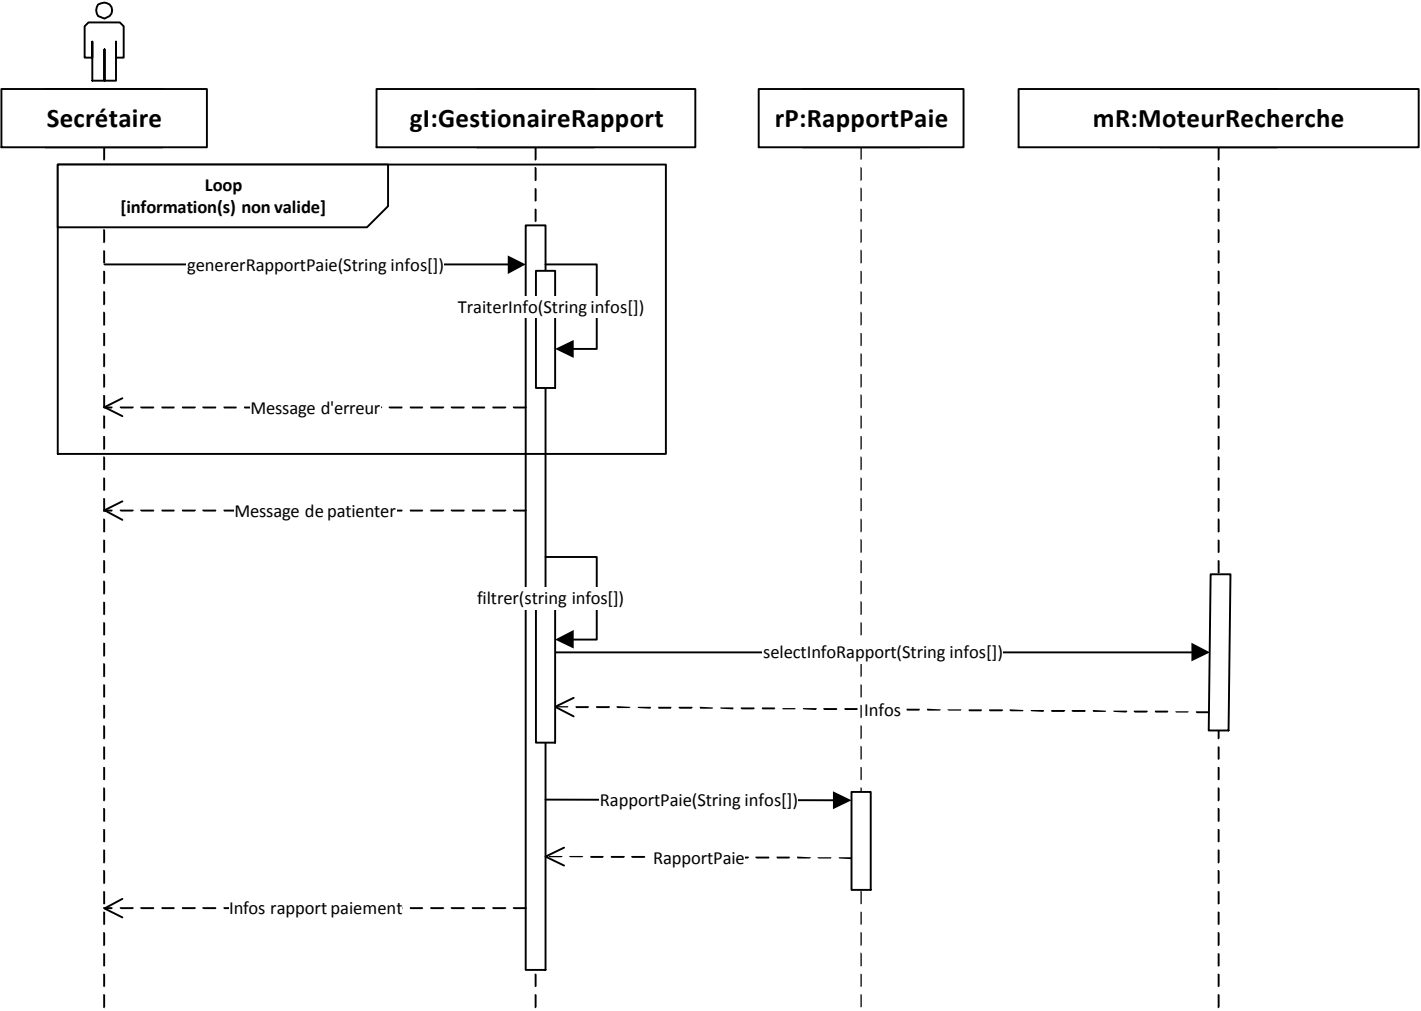 Secrétaire
gI:GestionaireRapport
rP:RapportPaie
mR:MoteurRecherche
Loop
[information(s) non valide]
genererRapportPaie(String infos[])
TraiterInfo(String infos[])
Message d'erreur
Message de patienter
filtrer(string infos[])
selectInfoRapport(String infos[])
Infos
RapportPaie(String infos[])
RapportPaie
Infos rapport paiement